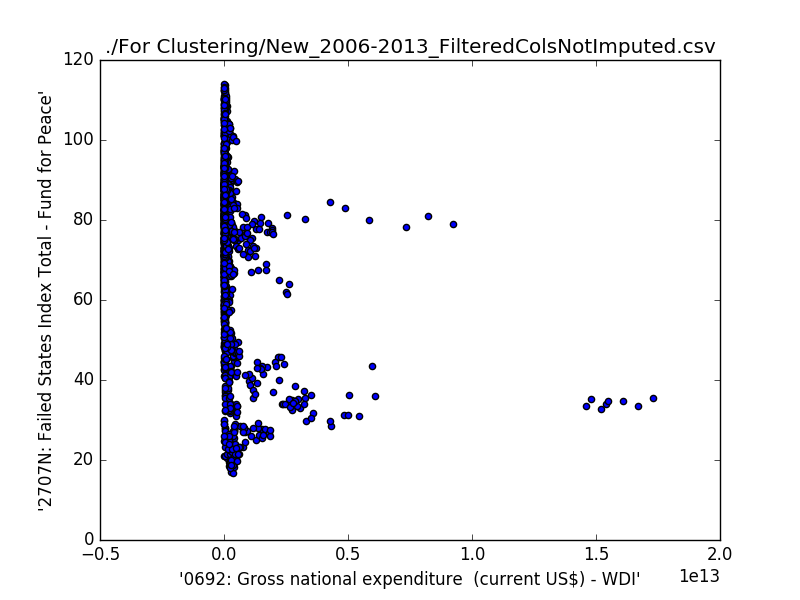 ./For Clustering/New_2006-2013_FilteredColsNotImputed.csv
120
100
80
60
40
20
0
'2707N: Failed States Index Total - Fund for Peace'
−0.5 0.0 0.5 1.0 1.5 2.0
1e13
'0692: Gross national expenditure (current US$) - WDI'